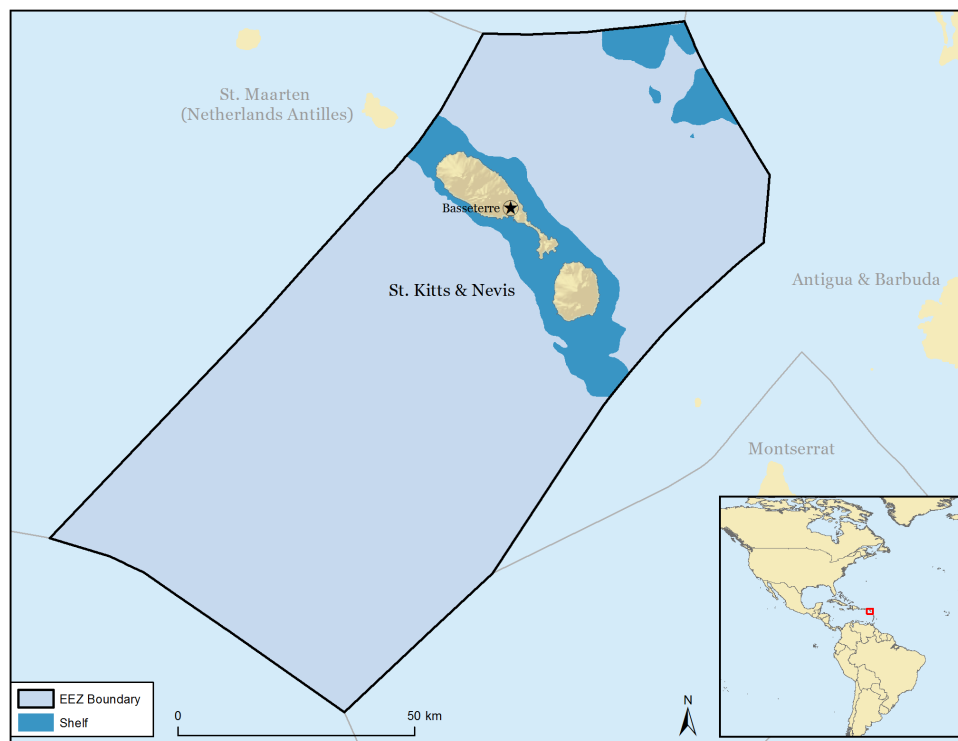 St. Maarten
(Netherlands Antilles)
Basseterre
St. Kitts & Nevis
Antigua & Barbuda
Montserrat
EEZ Boundary
Shelf
0
50 km
N